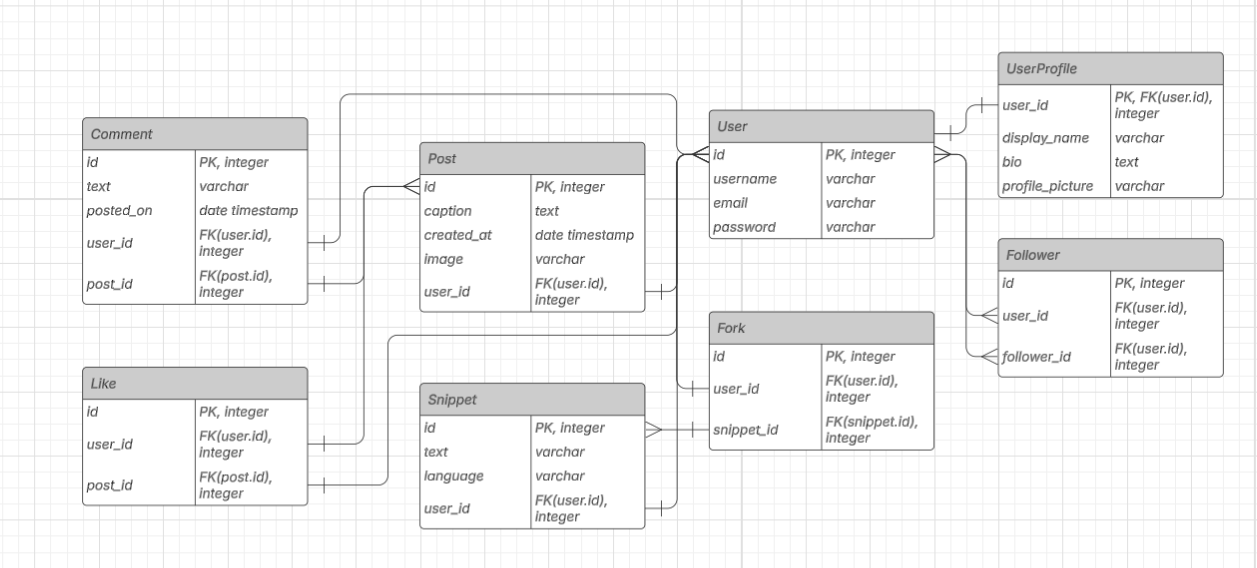 Comment
id PK, integer
text varchar
posted_on date timestamp
user_id FK(user.id),
integer
post_id FK(post.id),
integer
Like
id PK, integer
user_id FK(user.id),
integer
post_id FK(post.id),
integer
Post
id PK, integer
caption text
created_at date timestamp
image varchar
user_id FK(user.id),
integer
Snippet
id PK, integer
text varchar
language varchar
user_id FK(user.id),
integer
User
id PK, integer
username varchar
email varchar
password varchar
Fork
id PK, integer
user_id FK(user.id),
integer
snippet_id FK(snippet.id),
integer
UserProfile
user_id PK, FK(user.id),
integer
display_name varchar
bio text
profile_picture varchar
Follower
id PK, integer
user_id FK(user.id),
integer
follower_id FK(user.id),
integer